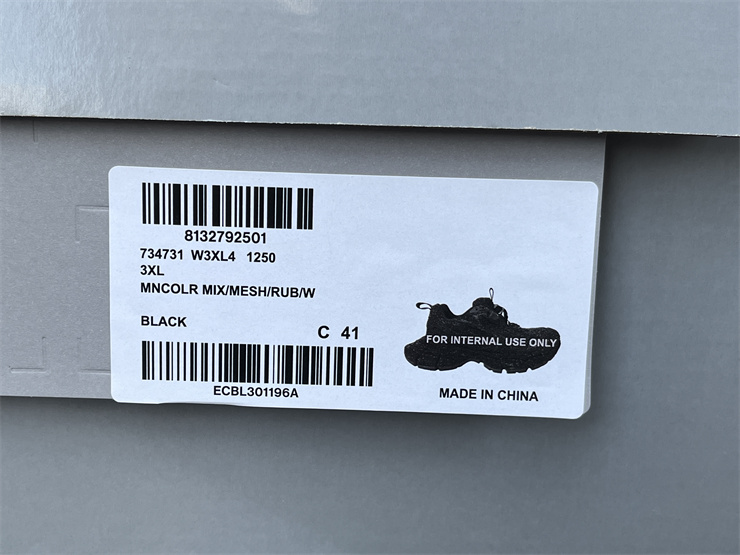 8132792501
734731 W3XL4 1250
3XL
MNCOLR MIX/MESH/RUB/W
BLACK
C 41
FOR INTERNAL USE ONLY
ECBL301196A
MADE IN CHINA